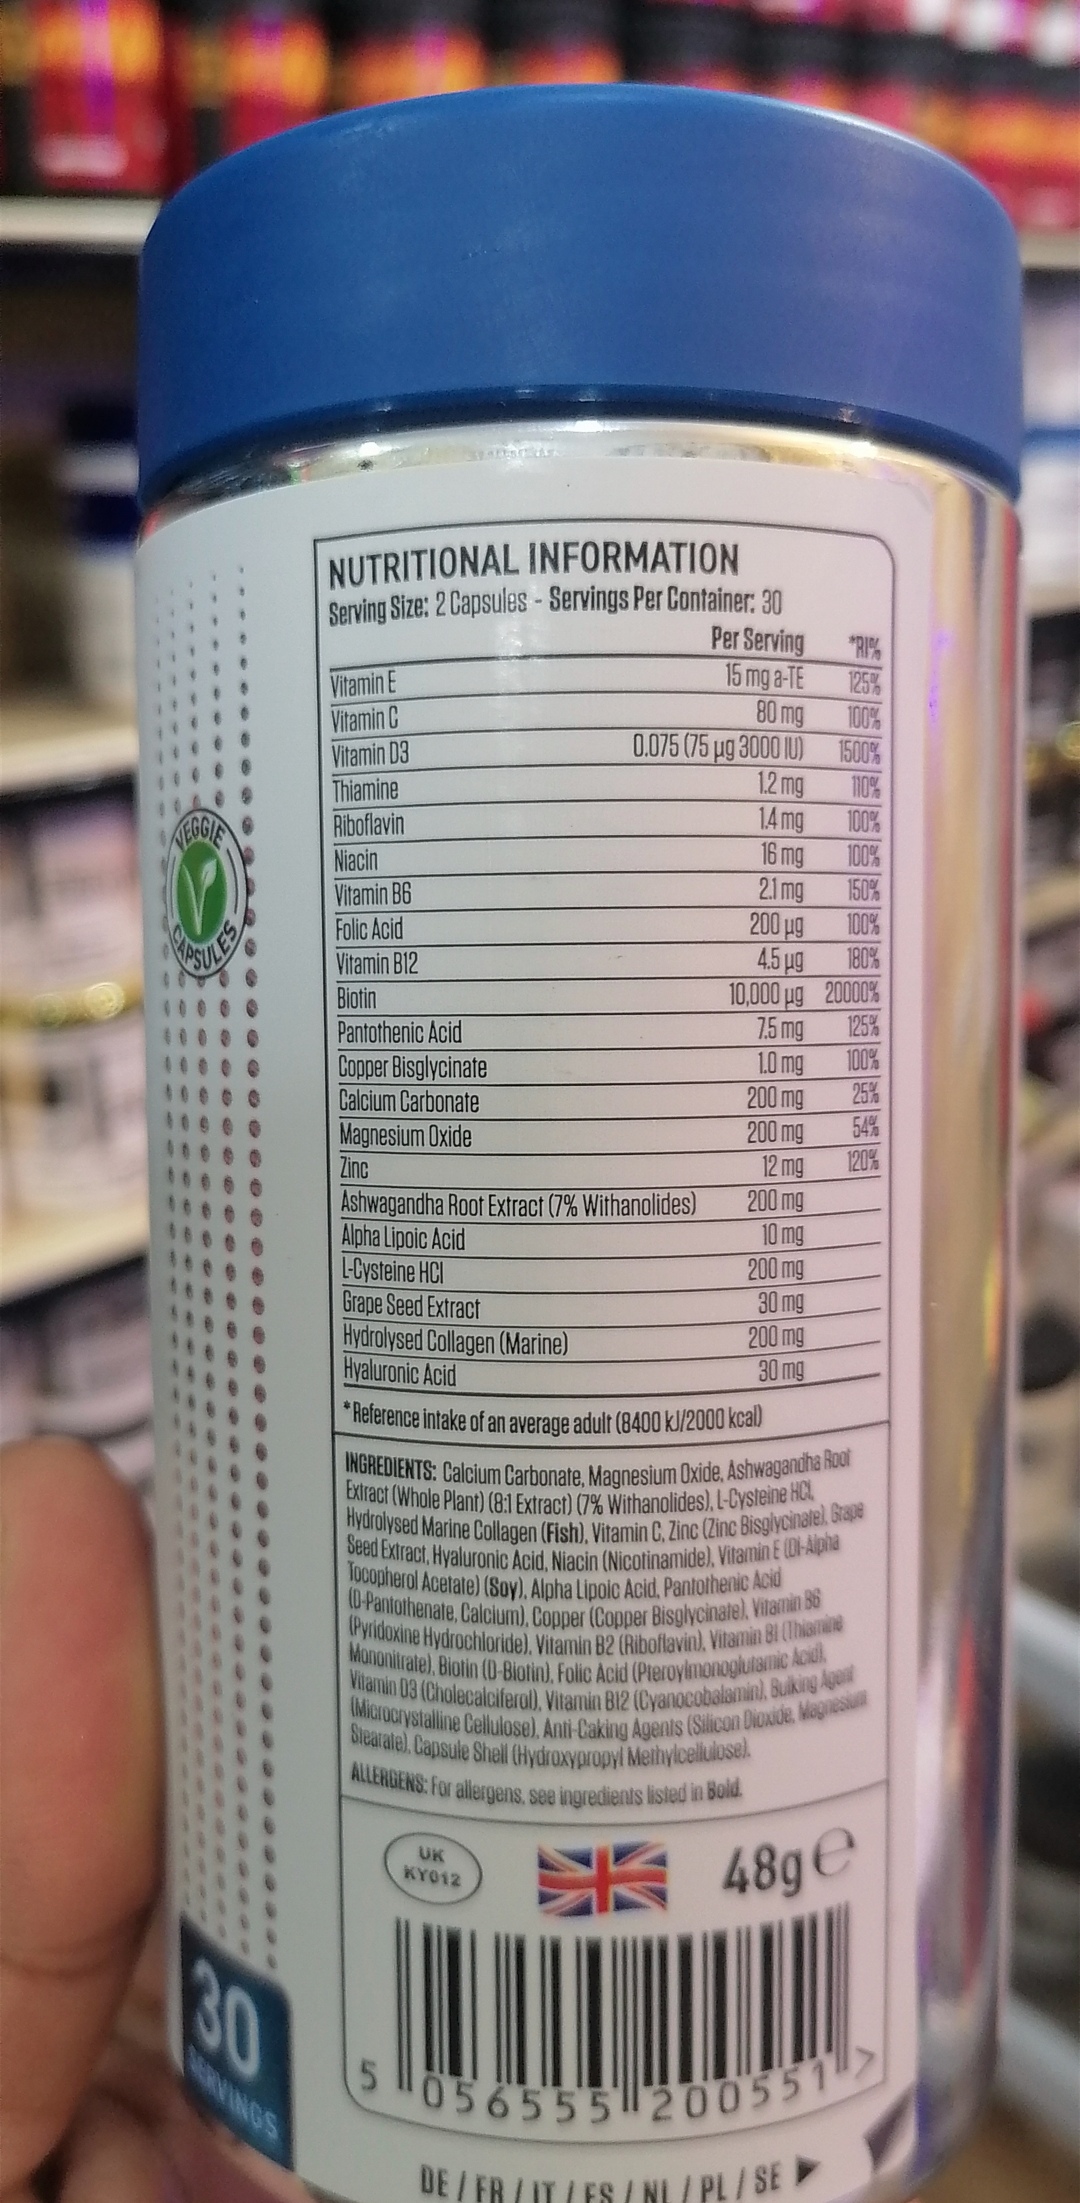 NUTRITIONAL INFORMATION
Serving Size: 2 Capsules - Servings Per Container: 30
Per Serving *RI%
Vitamin E 15 mg a-TE 125%
Vitamin C 80 mg 100%
Vitamin D3 0.075 (75 µg 3000 IU) 1500%
Thiamine 1.2 mg 110%
Riboflavin 1.4 mg 100%
Niacin 16 mg 100%
Vitamin B6 2.1 mg 150%
Folic Acid 200 µg 100%
Vitamin B12 4.5 µg 180%
Biotin 10,000 µg 20000%
Pantothenic Acid 7.5 mg 125%
Copper Bisglycinate 1.0 mg 100%
Calcium Carbonate 200 mg 25%
Magnesium Oxide 200 mg 54%
Zinc 12 mg 120%
Ashwagandha Root Extract (7% Withanolides) 200 mg
Alpha Lipoic Acid 10 mg
L-Cysteine HCl 200 mg
Grape Seed Extract 30 mg
Hydrolysed Collagen (Marine) 200 mg
Hyaluronic Acid 30 mg
*Reference intake of an average adult (8400 kJ/2000 kcal)
INGREDIENTS: Calcium Carbonate, Magnesium Oxide, Ashwagandha Root
Extract (Whole Plant) (8:1 Extract) (7% Withanolides), L-Cysteine HCl,
Hydrolysed Marine Collagen (Fish), Vitamin C, Zinc (Zinc Bisglycinate), Grape
Seed Extract, Hyaluronic Acid, Niacin (Nicotinamide), Vitamin E (Dl-Alpha
Tocopherol Acetate) (Soy), Alpha Lipoic Acid, Pantothenic Acid
(D-Pantothenate, Calcium), Copper (Copper Bisglycinate), Vitamin B6
(Pyridoxine Hydrochloride), Vitamin B2 (Riboflavin), Vitamin B1 (Thiamine
Mononitrate), Biotin (D-Biotin), Folic Acid (Pteroylmonoglutamic Acid),
Vitamin D3 (Cholecalciferol), Vitamin B12 (Cyanocobalamin), Bulking Agent
(Microcrystalline Cellulose), Anti-Caking Agents (Silicon Dioxide, Magnesium
Stearate), Capsule Shell (Hydroxypropyl Methylcellulose).
ALLERGENS: For allergens, see ingredients listed in Bold.
VEGGIE
CAPSULES
UK
KY012
48g e
5 056555 200551 >
30
SERVINGS
DE / FR / IT / ES / NL / PL / SE